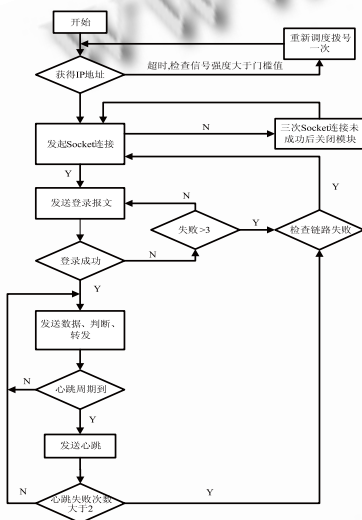 开始
重新调度拨号
一次
获得IP地址
超时,检查信号强度大于门槛值
发起Socket连接
N
三次Socket连接未
成功后关闭模块
Y
Y
发送登录报文
N
失败>3
Y
检查链路失败
登录成功
N
Y
发送数据、判断、
转发
N
心跳周期到
Y
发送心跳
N
心跳失败次数
大于2
Y